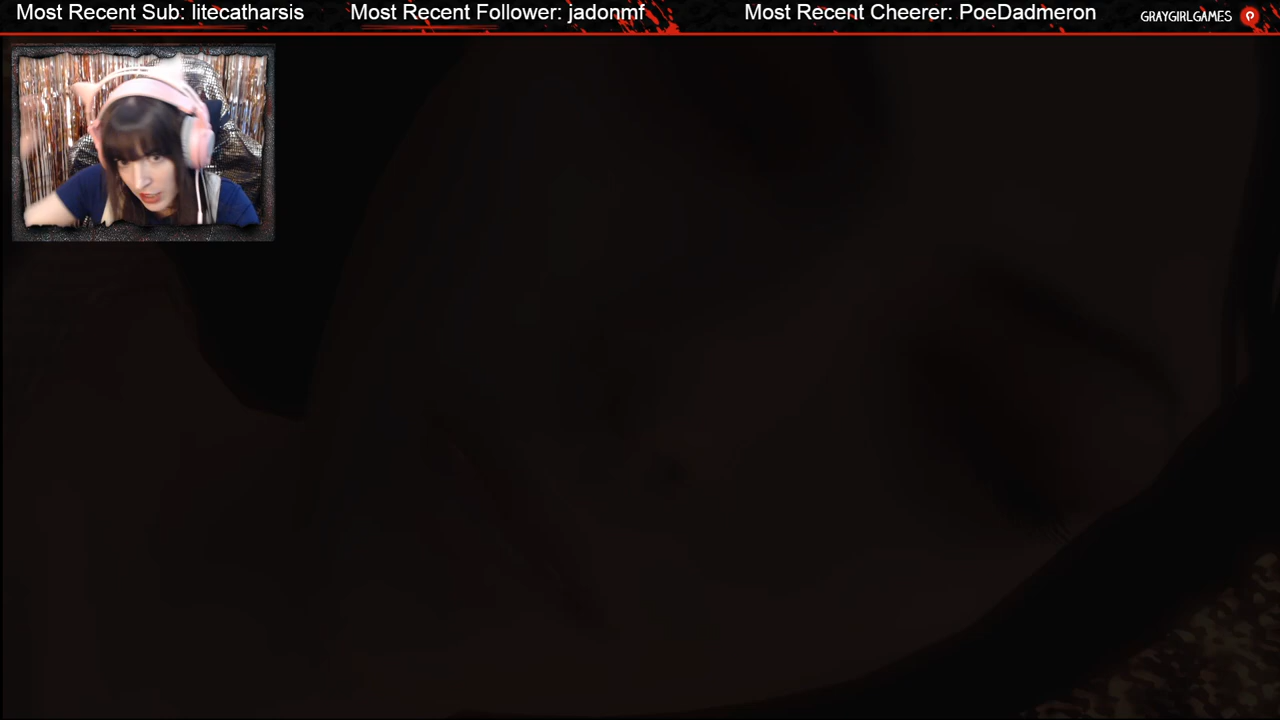 Most Recent Sub: litecatharsis
Most Recent Follower: jadonmf
Most Recent Cheerer: PoeDadmeron
GRAYGIRLGAMES